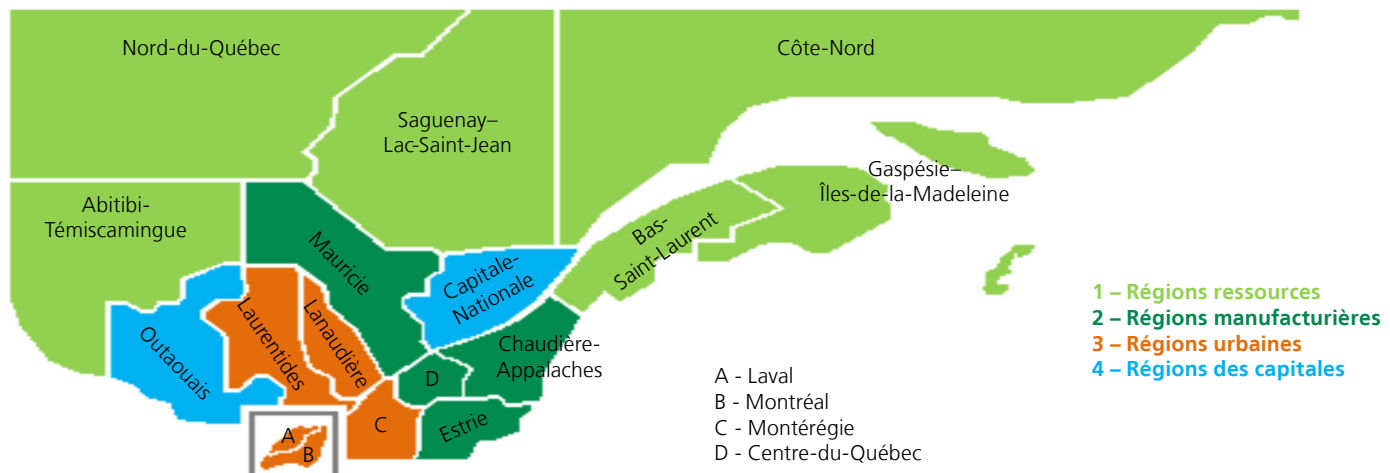 Nord-du-Québec
Côte-Nord
Saguenay–
Lac-Saint-Jean
Gaspésie–
Îles-de-la-Madeleine
Abitibi-
Témiscamingue
Bas-
Saint-Laurent
Mauricie
Capitale-
Nationale
Outaouais
Laurentides
Lanaudière
Chaudière-
Appalaches
D
C
Estrie
A
B
A - Laval
B - Montréal
C - Montérégie
D - Centre-du-Québec
1 – Régions ressources
2 – Régions manufacturières
3 – Régions urbaines
4 – Régions des capitales